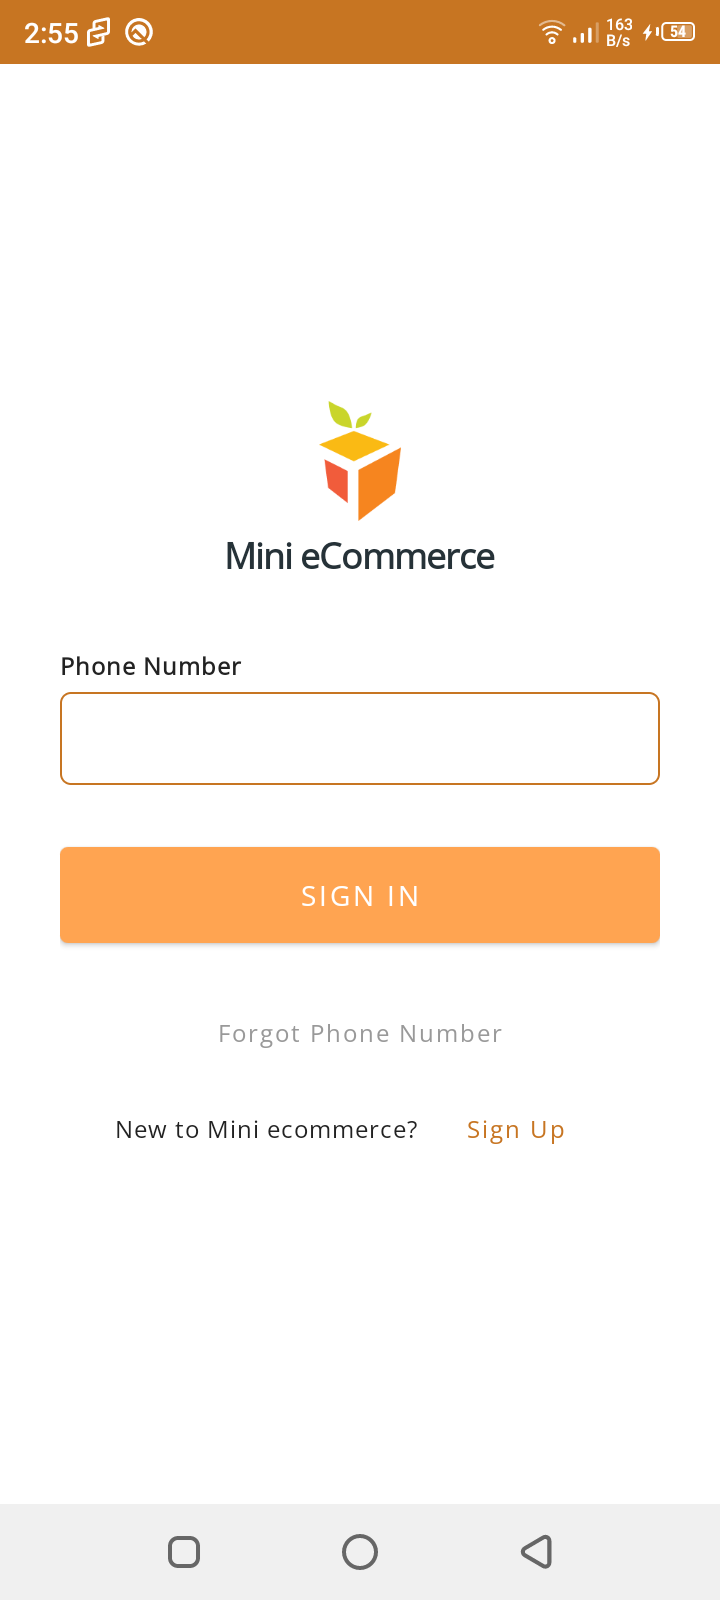 2:55
163
B/s
54
Mini eCommerce
Phone Number
SIGN IN
Forgot Phone Number
New to Mini ecommerce? Sign Up